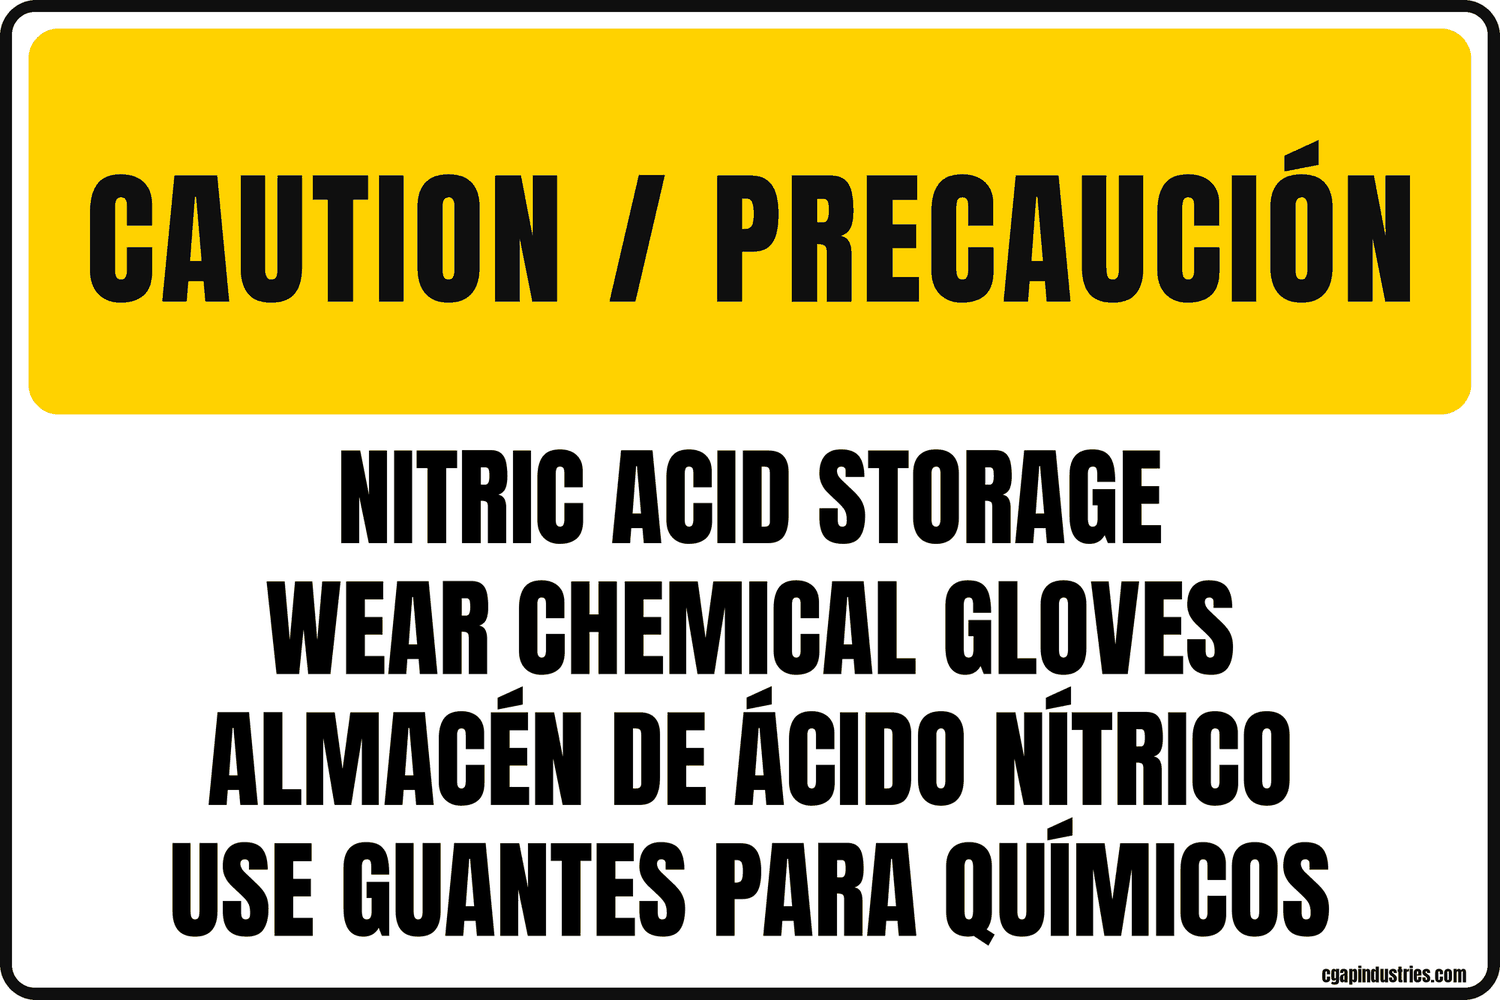 CAUTION / PRECAUCIÓN
NITRIC ACID STORAGE
WEAR CHEMICAL GLOVES
ALMACÉN DE ÁCIDO NÍTRICO
USE GUANTES PARA QUÍMICOS
cgapindustries.com